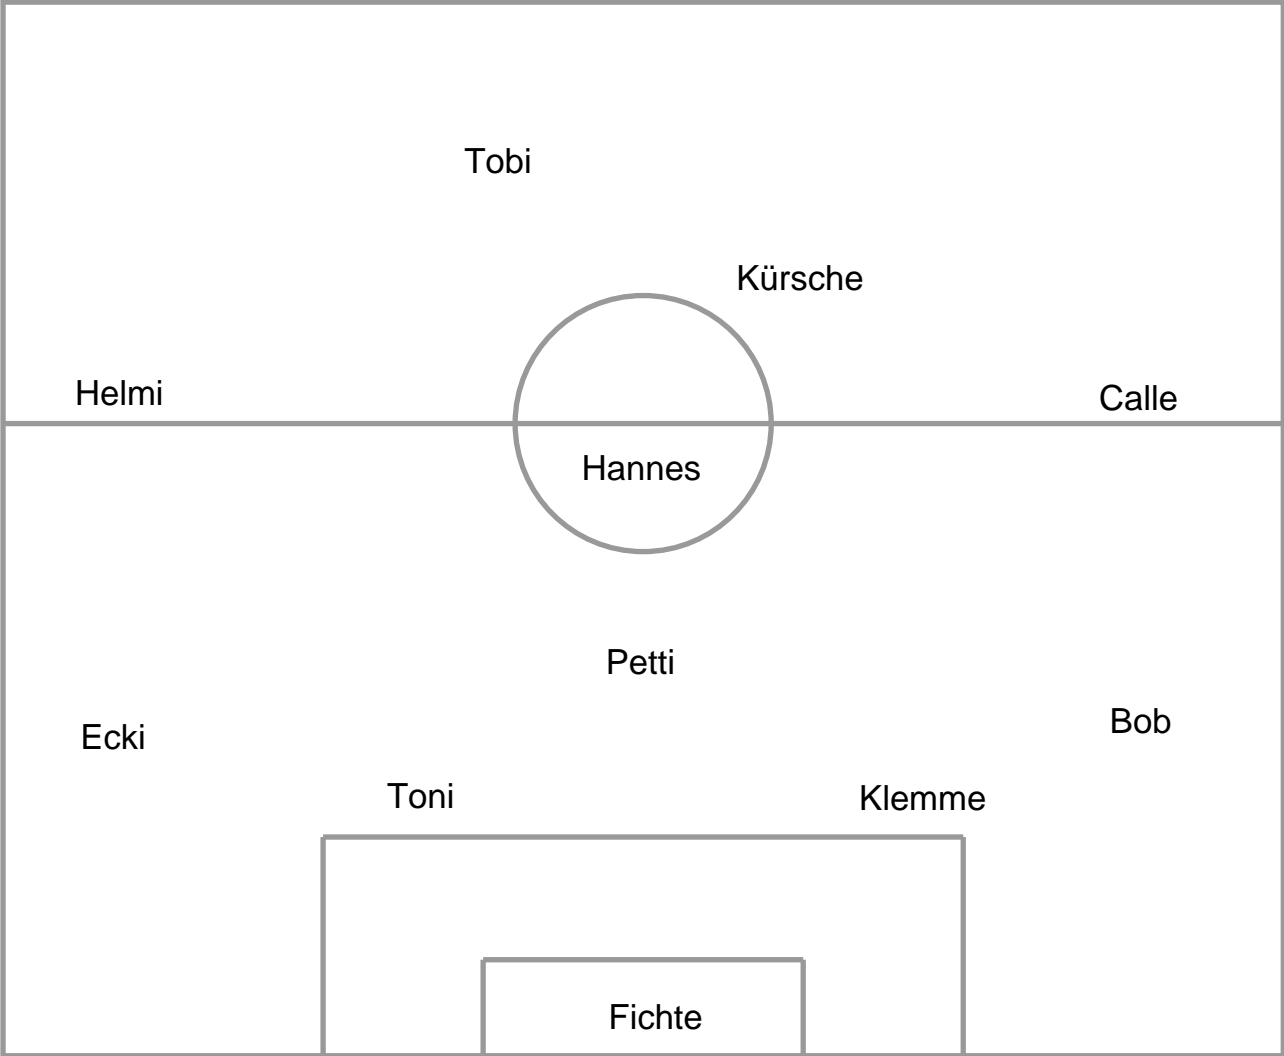 Tobi
Kürsche
Helmi
Calle
Hannes
Petti
Bob
Ecki
Toni
Klemme
Fichte